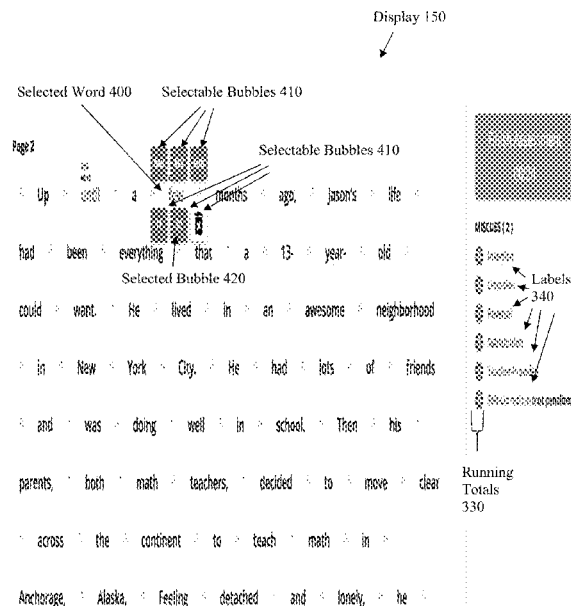 Display 150
Selected Word 400
Selectable Bubbles 410
Page 2
Selectable Bubbles 410
Up until a few months ago, Jason's life
MISCUES (2)
had been everything that a 13- year- old
Selected Bubble 420
Labels
340
could want. He lived in an awesome neighborhood
in New York City. He had lots of friends
and was doing well in school. Then his
Running
Totals
330
parents, both math teachers, decided to move clear
across the continent to teach math in
Anchorage, Alaska, Feeling detached and lonely, he